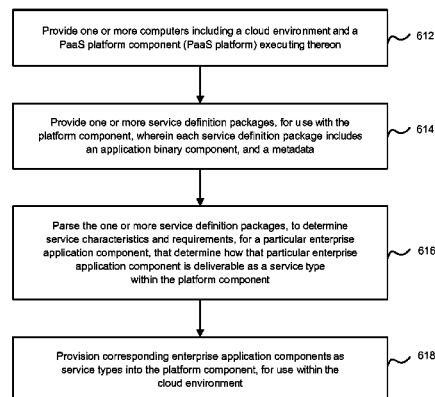 Provide one or more computers including a cloud environment and a
PaaS platform component (PaaS platform) executing thereon
612
Provide one or more service definition packages, for use with the
platform component, wherein each service definition package includes
an application binary component, and a metadata
614
Parse the one or more service definition packages, to determine
service characteristics and requirements, for a particular enterprise
application component, that determine how that particular enterprise
application component is deliverable as a service type
within the platform component
616
Provision corresponding enterprise application components as
service types into the platform component, for use within the
cloud environment
618